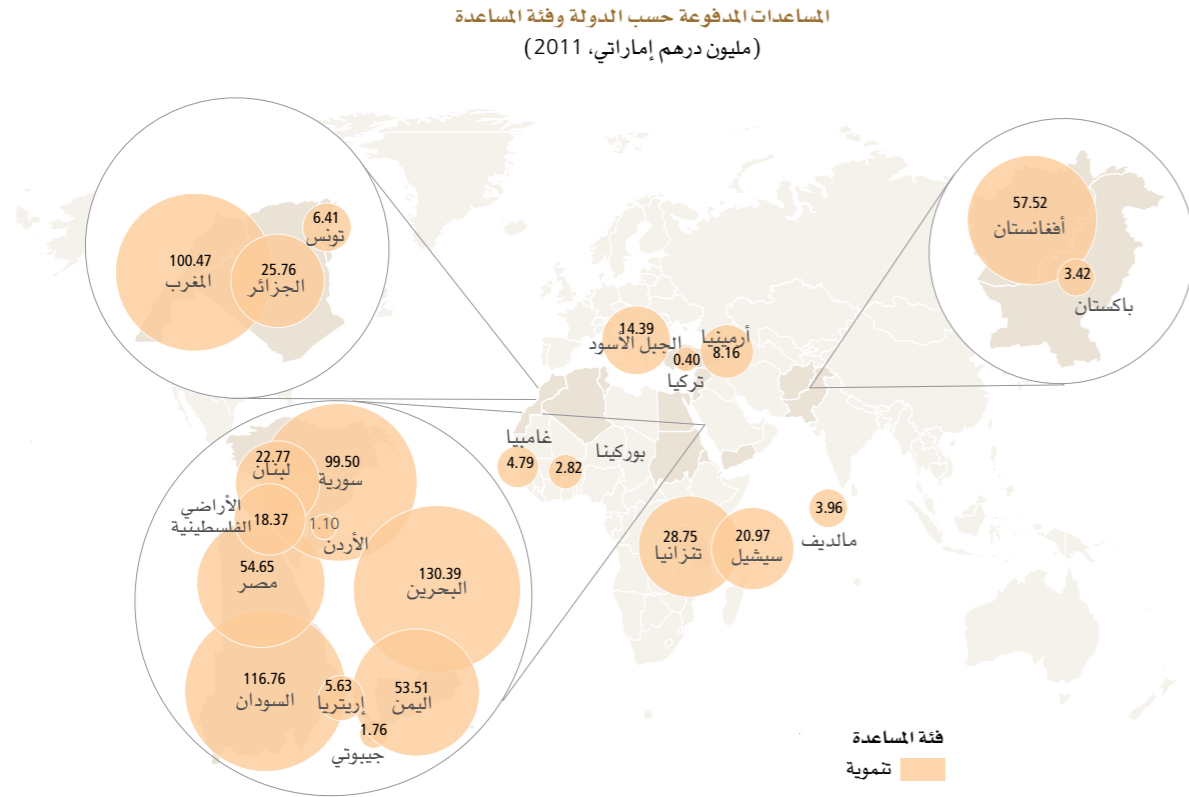 المساعدات المدفوعة حسب الدولة وفئة المساعدة
(مليون درهم إماراتي، 2011)
6.41
تونس
100.47
المغرب
25.76
الجزائر
57.52
أفغانستان
3.42
باكستان
14.39
الجبل الأسود
0.40
تركيا
أرمينيا
8.16
غامبيا
4.79
بوركينا
2.82
3.96
مالديف
28.75
تنزانيا
20.97
سيشيل
22.77
لبنان
99.50
سورية
الأراضي
الفلسطينية
18.37
1.10
الأردن
54.65
مصر
130.39
البحرين
116.76
السودان
5.63
إريتريا
53.51
اليمن
1.76
جيبوتي
فئة المساعدة
تنموية